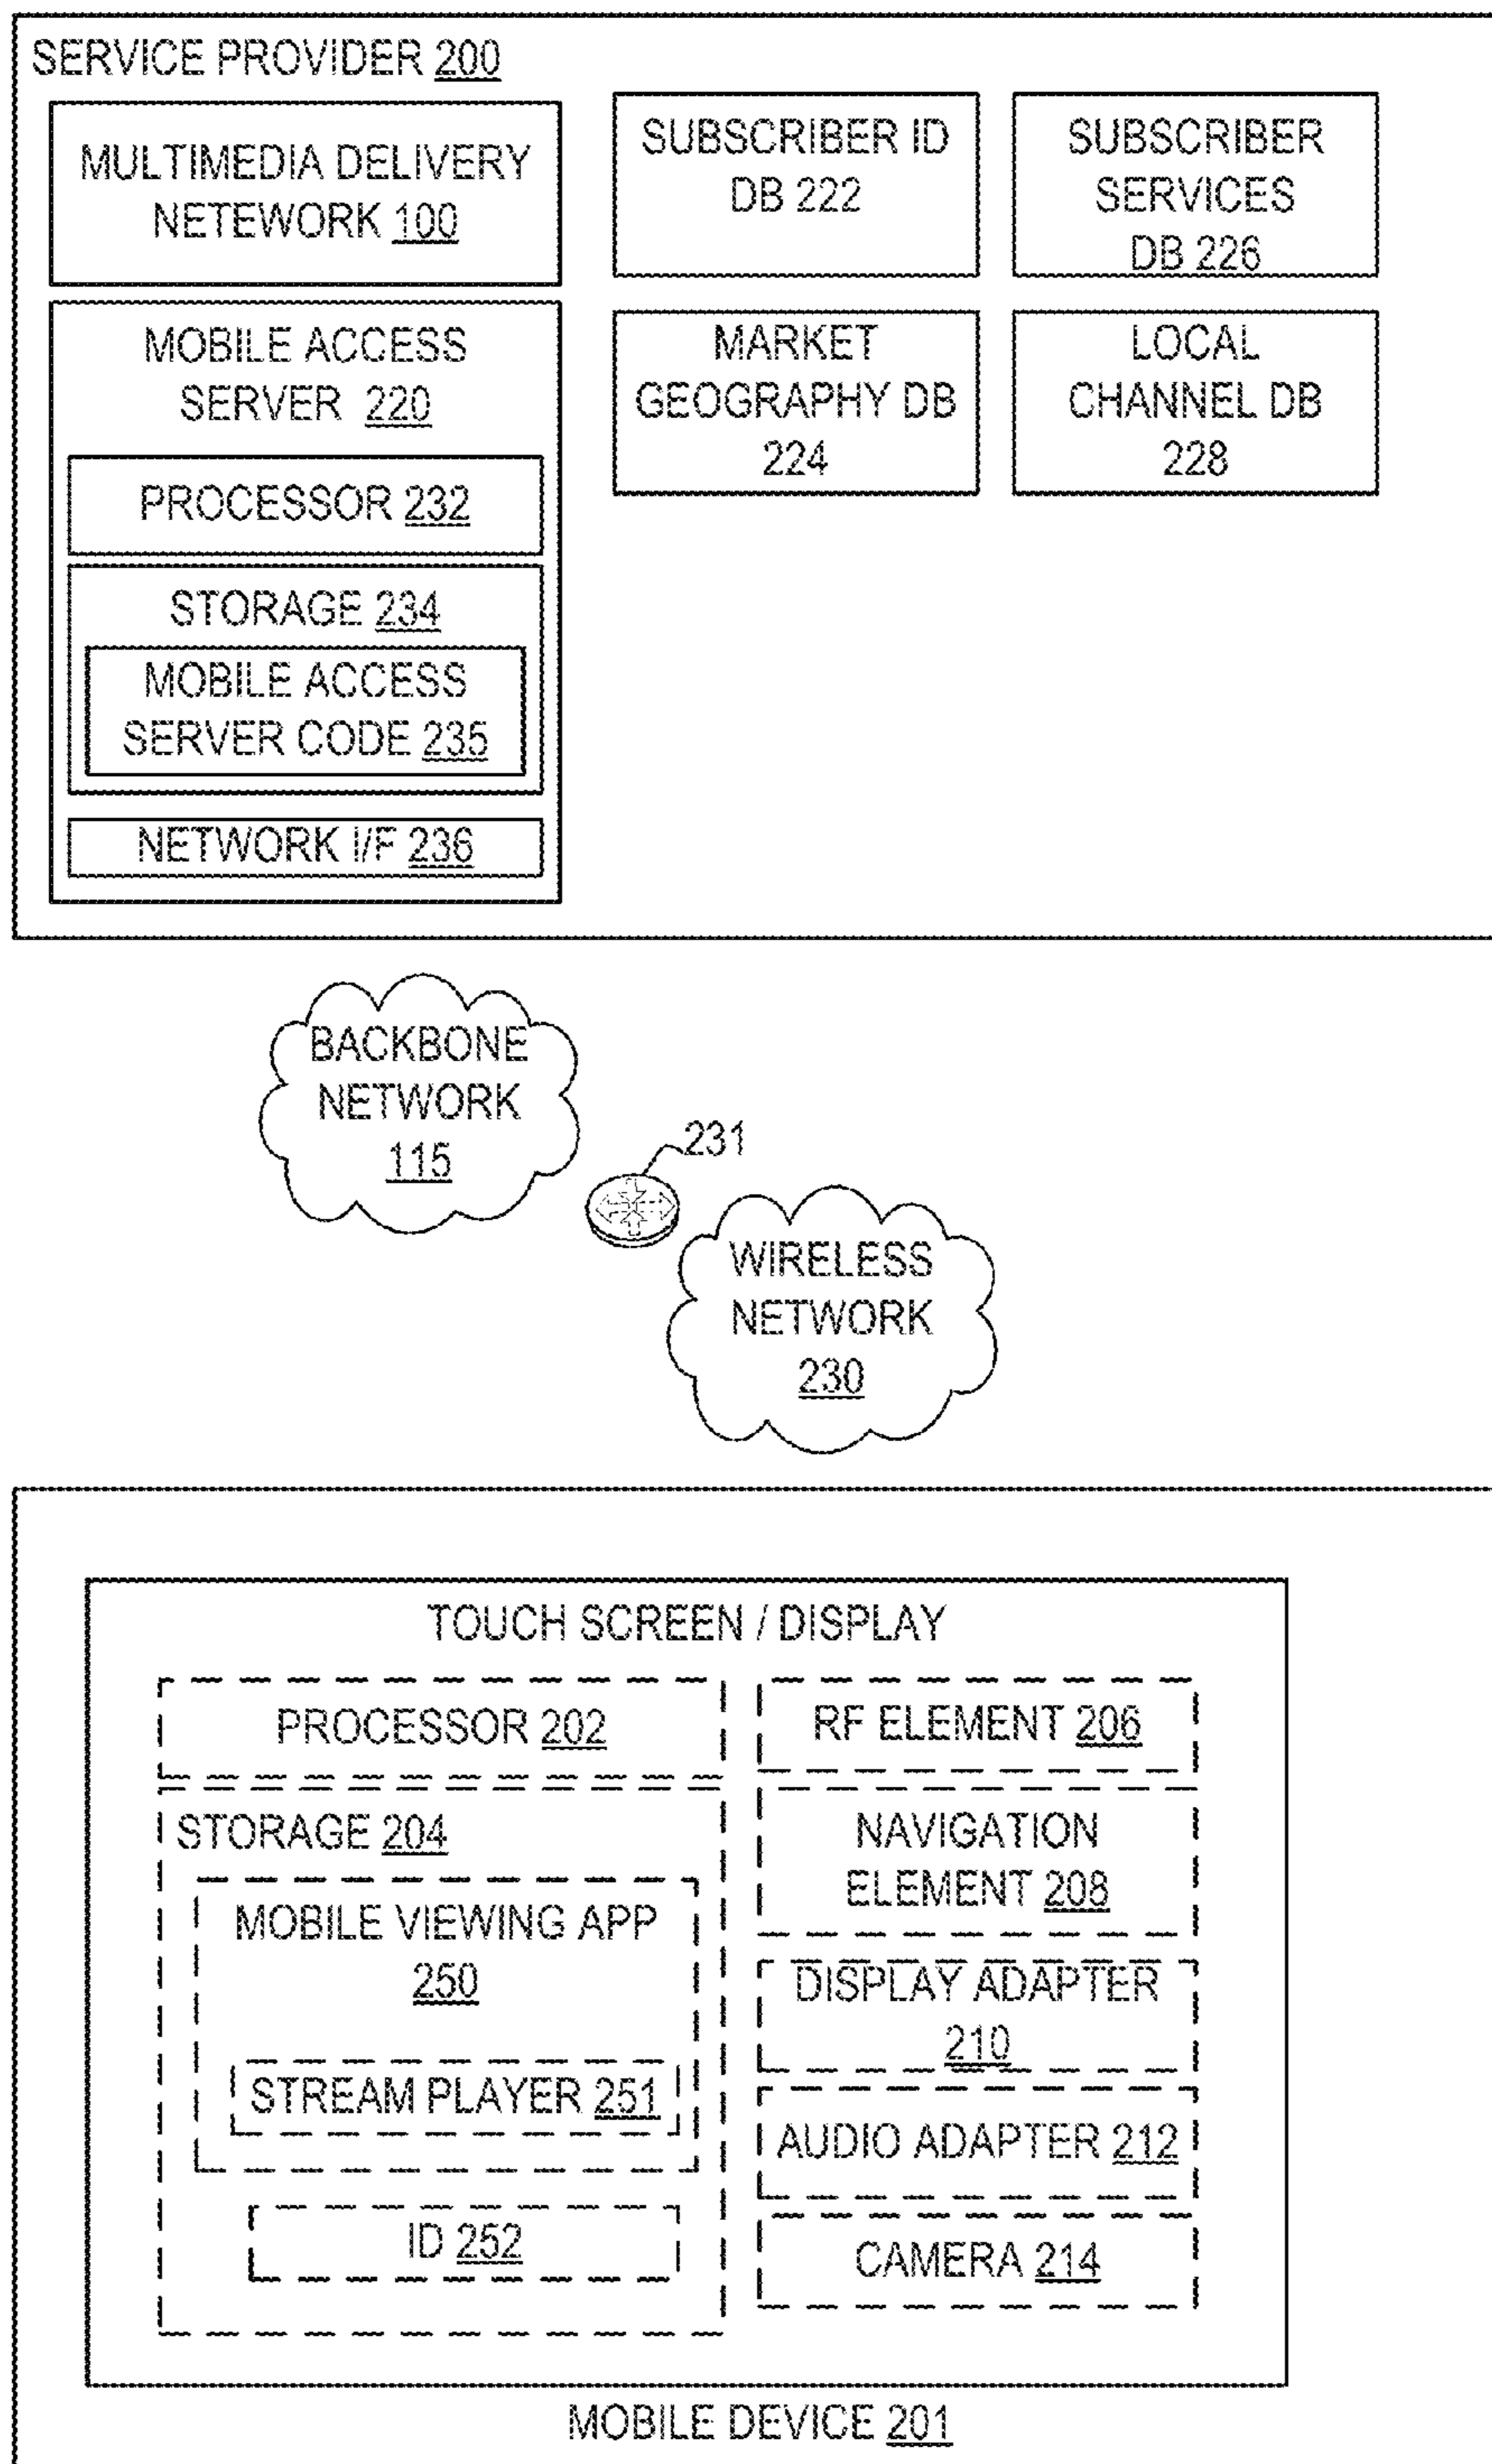 SERVICE PROVIDER 200
MULTIMEDIA DELIVERY
NETEWORK 100
SUBSCRIBER ID
DB 222
SUBSCRIBER
SERVICES
DB 226
MOBILE ACCESS
SERVER 220
MARKET
GEOGRAPHY DB
224
LOCAL
CHANNEL DB
228
PROCESSOR 232
STORAGE 234
MOBILE ACCESS
SERVER CODE 235
NETWORK I/F 236
BACKBONE
NETWORK
115
231
WIRELESS
NETWORK
230
TOUCH SCREEN / DISPLAY
PROCESSOR 202
STORAGE 204
MOBILE VIEWING APP
250
STREAM PLAYER 251
ID 252
RF ELEMENT 206
NAVIGATION
ELEMENT 208
DISPLAY ADAPTER
210
AUDIO ADAPTER 212
CAMERA 214
MOBILE DEVICE 201